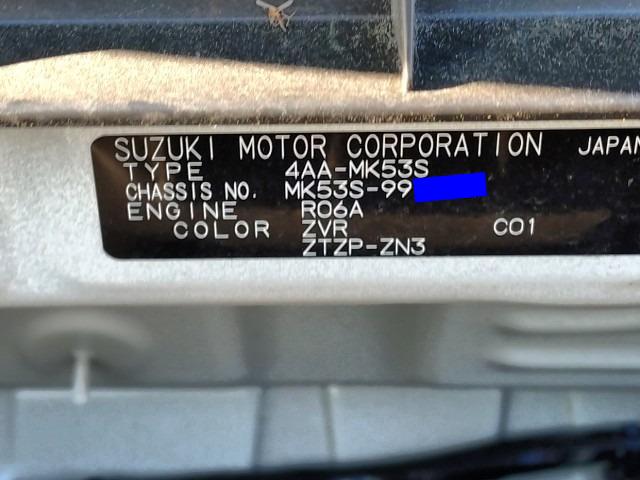 SUZUKI MOTOR CORPORATION JAPAN
TYPE 4AA-MK53S
CHASSIS NO. MK53S-99
ENGINE R06A
COLOR ZVR C01
ZTZP-ZN3